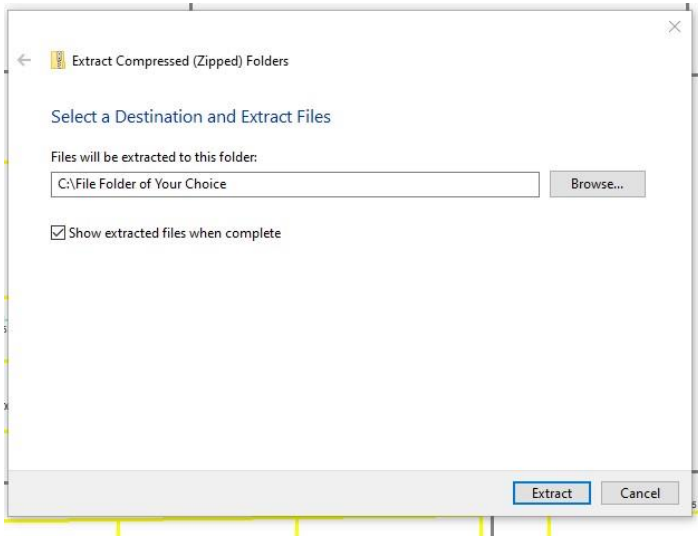 Extract Compressed (Zipped) Folders
Select a Destination and Extract Files
Files will be extracted to this folder:
C:\File Folder of Your Choice
Browse...
Show extracted files when complete
Extract
Cancel